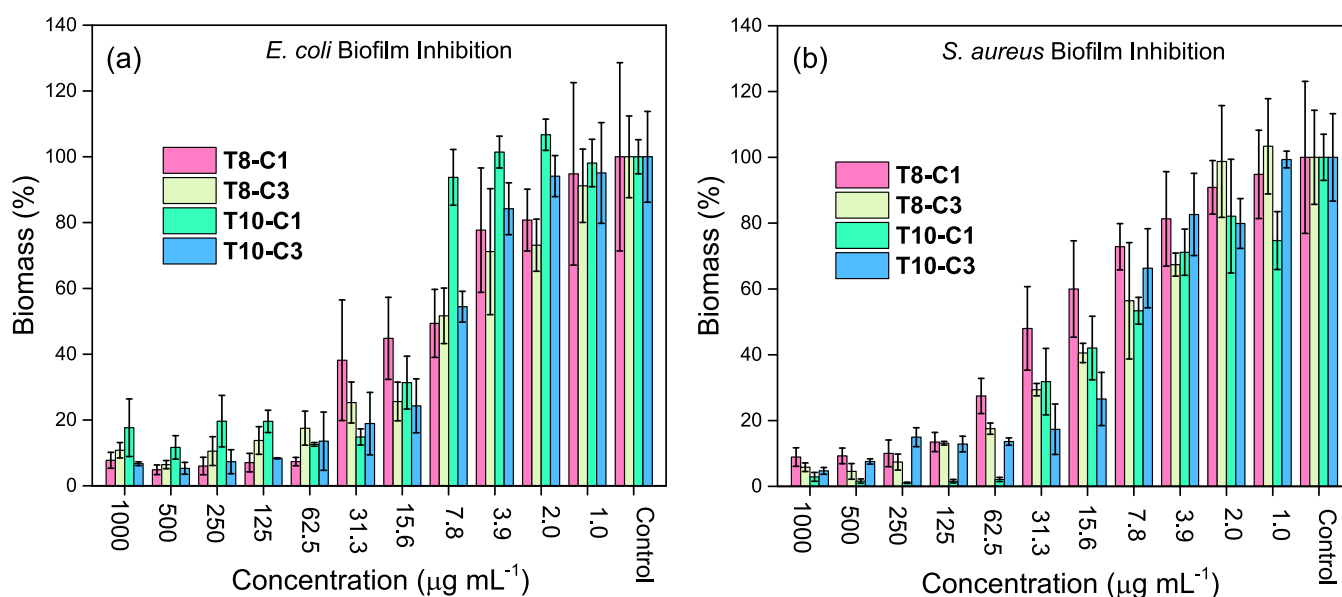 (a)
E. coli Biofilm Inhibition
T8-C1
T8-C3
T10-C1
T10-C3
Biomass (%)
140
120
100
80
60
40
20
0
1000
500
250
125
62.5
31.3
15.6
7.8
3.9
2.0
1.0
Control
Concentration (μg mL⁻¹)
(b)
S. aureus Biofilm Inhibition
T8-C1
T8-C3
T10-C1
T10-C3
Biomass (%)
140
120
100
80
60
40
20
0
1000
500
250
125
62.5
31.3
15.6
7.8
3.9
2.0
1.0
Control
Concentration (μg mL⁻¹)